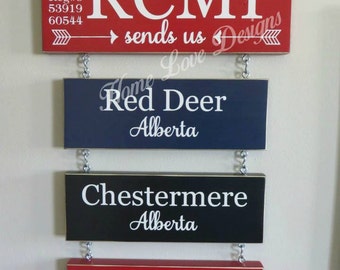 53919
60544
RCMP
sends us
Home Love Designs
Red Deer
Alberta
Chestermere
Alberta